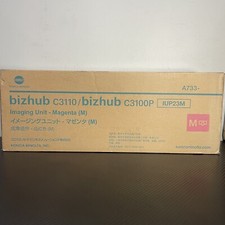 A733-
bizhub C3110/bizhub C3100P IUP23M
Imaging Unit - Magenta (M)
イメージングユニット - マゼンタ (M)
M